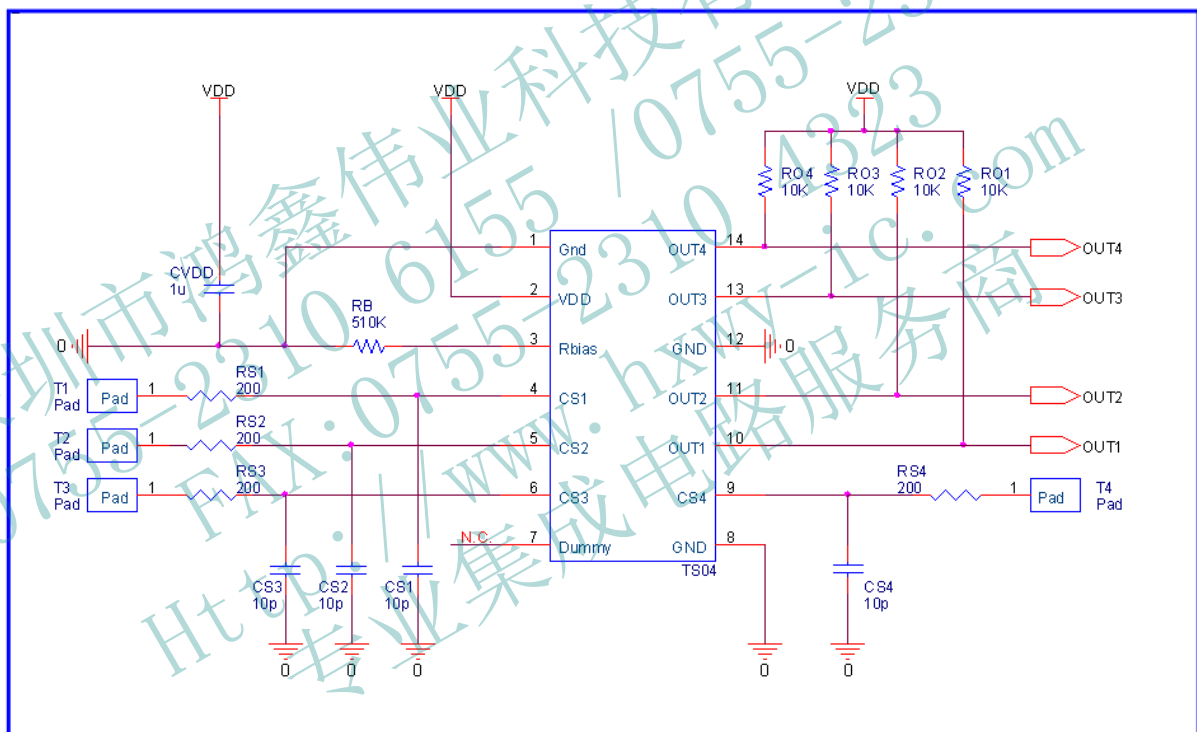 VDD
VDD
VDD
RO4
10K
RO3
10K
RO2
10K
RO1
10K
CVDD
1u
RB
510K
0
1
Gnd
2
VDD
3
Rbias
4
CS1
5
CS2
6
CS3
7
Dummy
N.C.
14
OUT4
13
OUT3
12
GND
0
11
OUT2
10
OUT1
9
CS4
8
GND
TS04
OUT4
OUT3
OUT2
OUT1
T1
Pad
Pad
1
RS1
200
T2
Pad
Pad
1
RS2
200
T3
Pad
Pad
1
RS3
200
RS4
200
1
Pad
T4
Pad
CS3
10p
CS2
10p
CS1
10p
CS4
10p
0
0
0
0
0
深圳市鸿鑫伟业科技有
0755-2310 6155 /0755-23
FAX:0755-2310 4323
Http://www.hxwy-ic.com
专业集成电路服务商